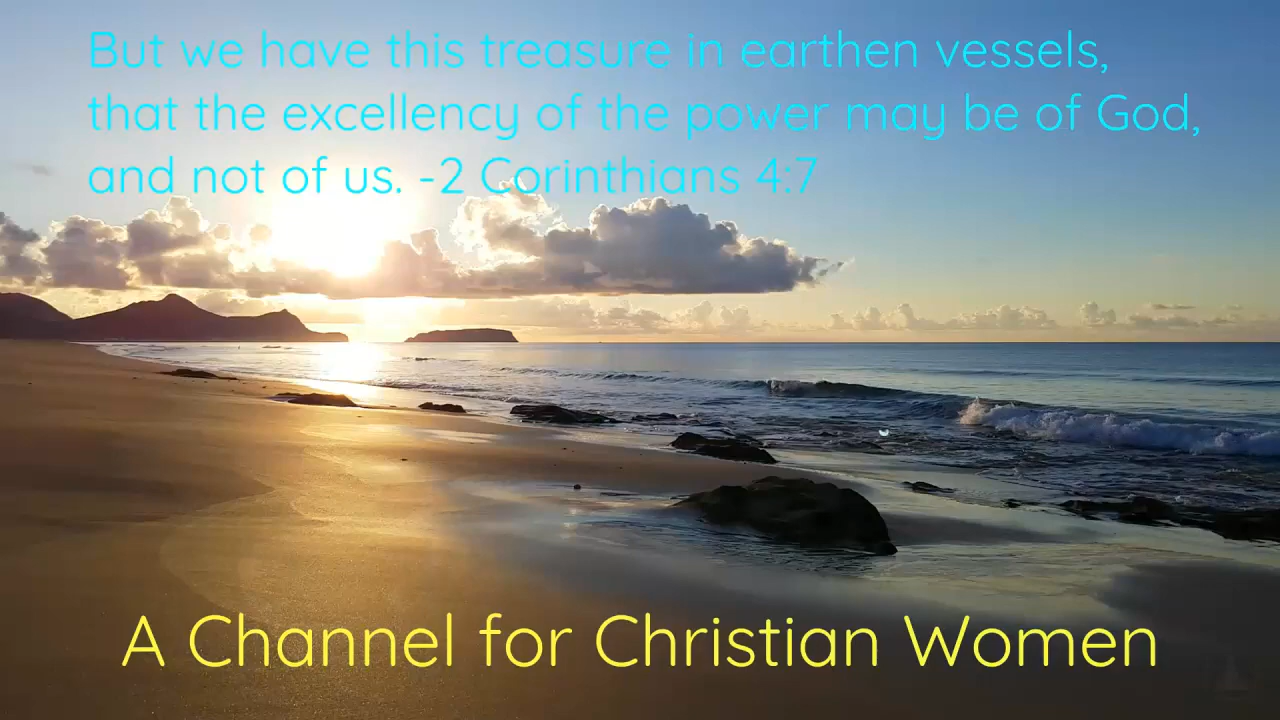 But we have this treasure in earthen vessels,
that the excellency of the power may be of God,
and not of us. -2 Corinthians 4:7
A Channel for Christian Women